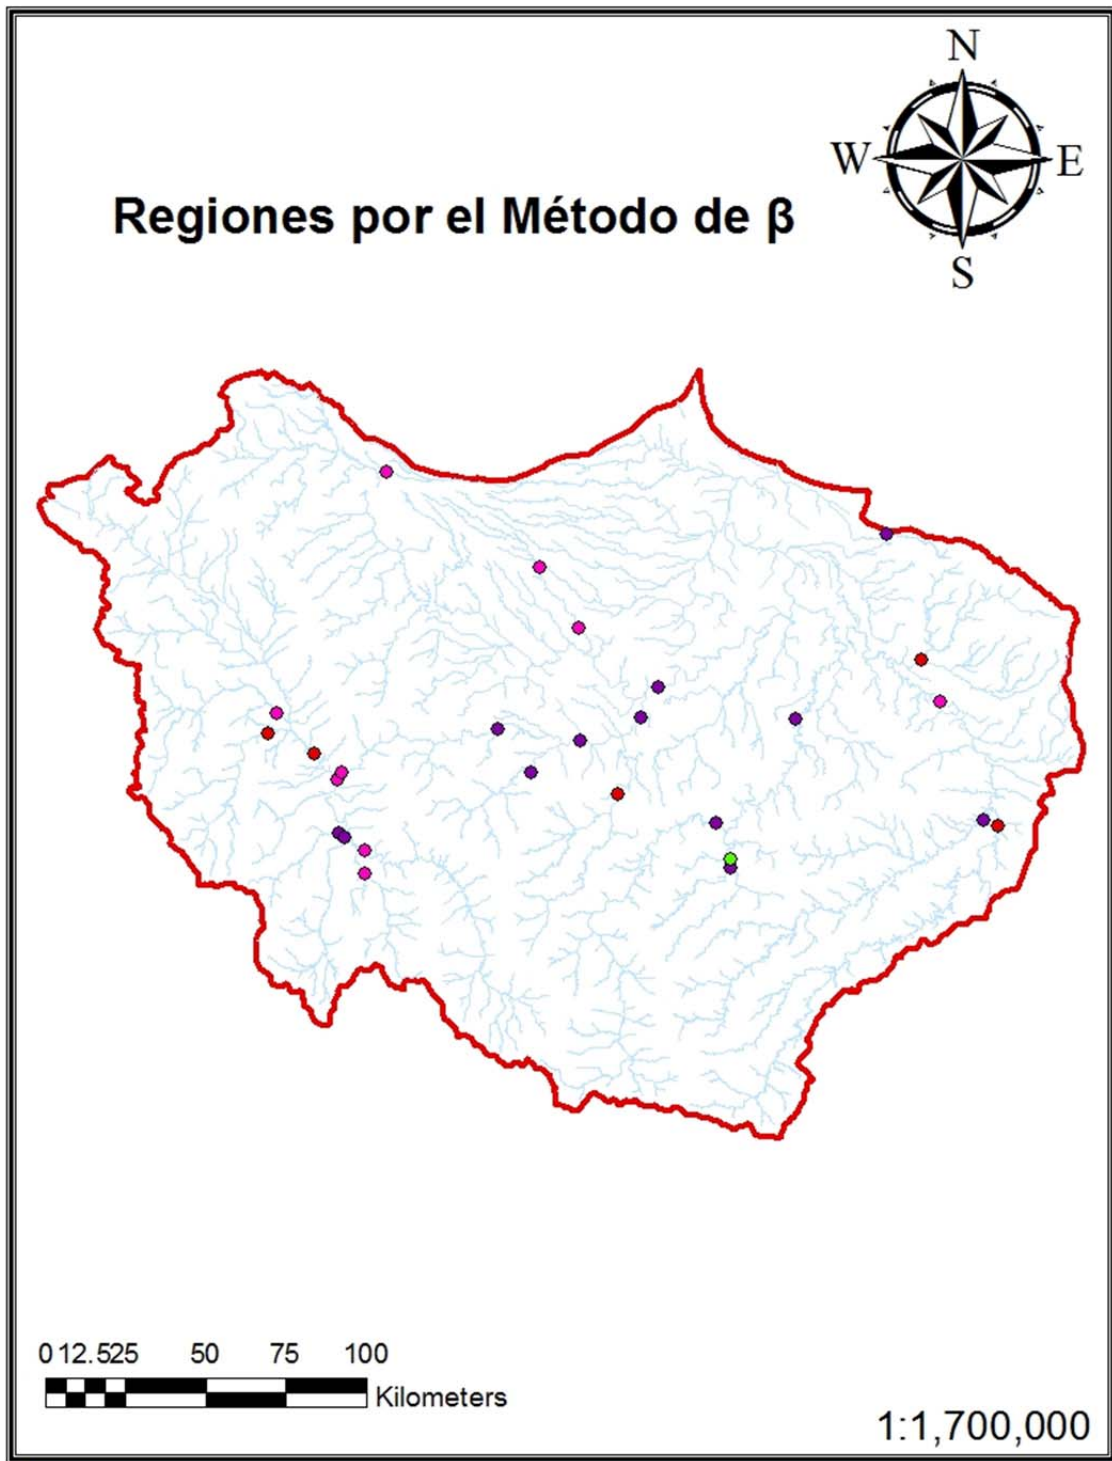 N
W E
S
Regiones por el Método de β
0 12.525 50 75 100
Kilometers
1:1,700,000